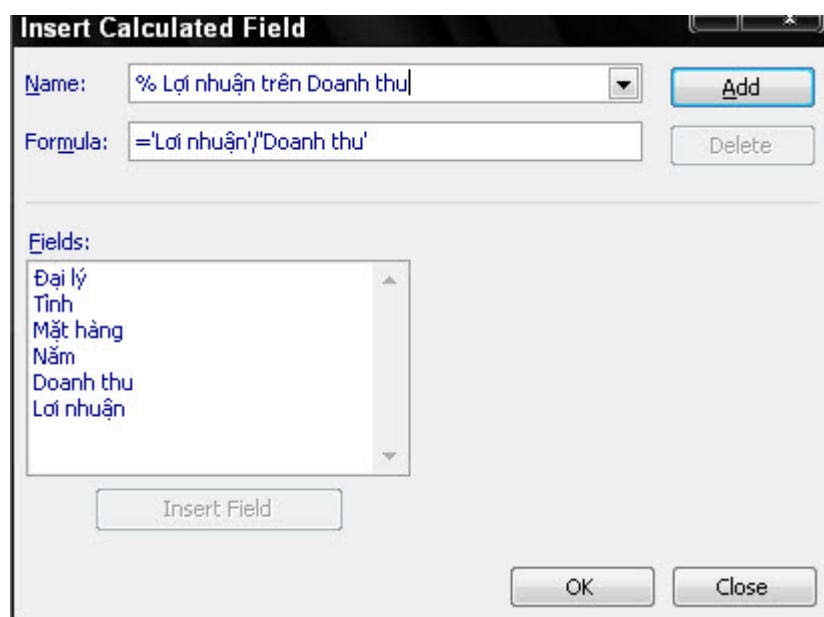 Insert Calculated Field
Name: % Lợi nhuận trên Doanh thu Add
Formula: ='Lơi nhuận'/'Doanh thu' Delete
Fields:
Đại lý
Tỉnh
Mặt hàng
Năm
Doanh thu
Lơi nhuận
Insert Field
OK Close